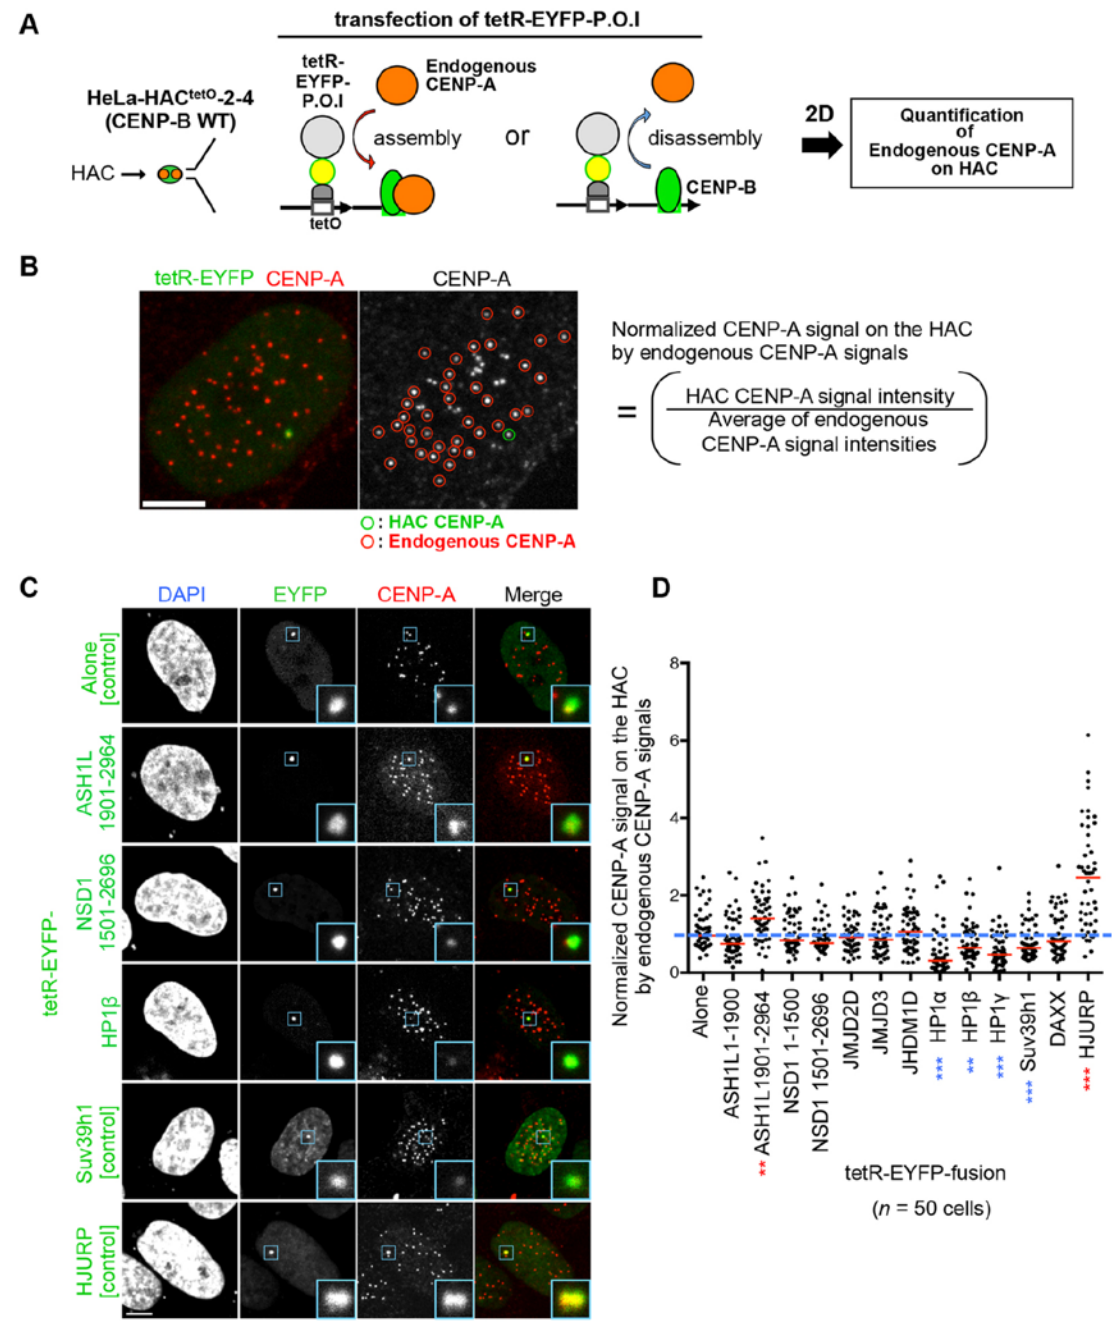 A
transfection of tetR-EYFP-P.O.I
HeLa-HACtetO-2-4
(CENP-B WT)
HAC
tetR-
EYFP-
P.O.I
Endogenous
CENP-A
assembly
tetO
or
disassembly
CENP-B
2D
Quantification
of
Endogenous CENP-A
on HAC
B
tetR-EYFP CENP-A
CENP-A
: HAC CENP-A
: Endogenous CENP-A
Normalized CENP-A signal on the HAC
by endogenous CENP-A signals
=
HAC CENP-A signal intensity
Average of endogenous
CENP-A signal intensities
C
DAPI EYFP CENP-A Merge
tetR-EYFP-
Alone
[control]
ASH1L
1901-2964
NSD1
1501-2696
HP1β
Suv39h1
[control]
HJURP
[control]
D
Normalized CENP-A signal on the HAC
by endogenous CENP-A signals
8
6
4
2
0
Alone
ASH1L1-1900
** ASH1L1901-2964
NSD1 1-1500
NSD1 1501-2696
JMJD2D
JMJD3
JHDM1D
*** HP1α
** HP1β
*** HP1γ
*** Suv39h1
DAXX
*** HJURP
tetR-EYFP-fusion
(n = 50 cells)